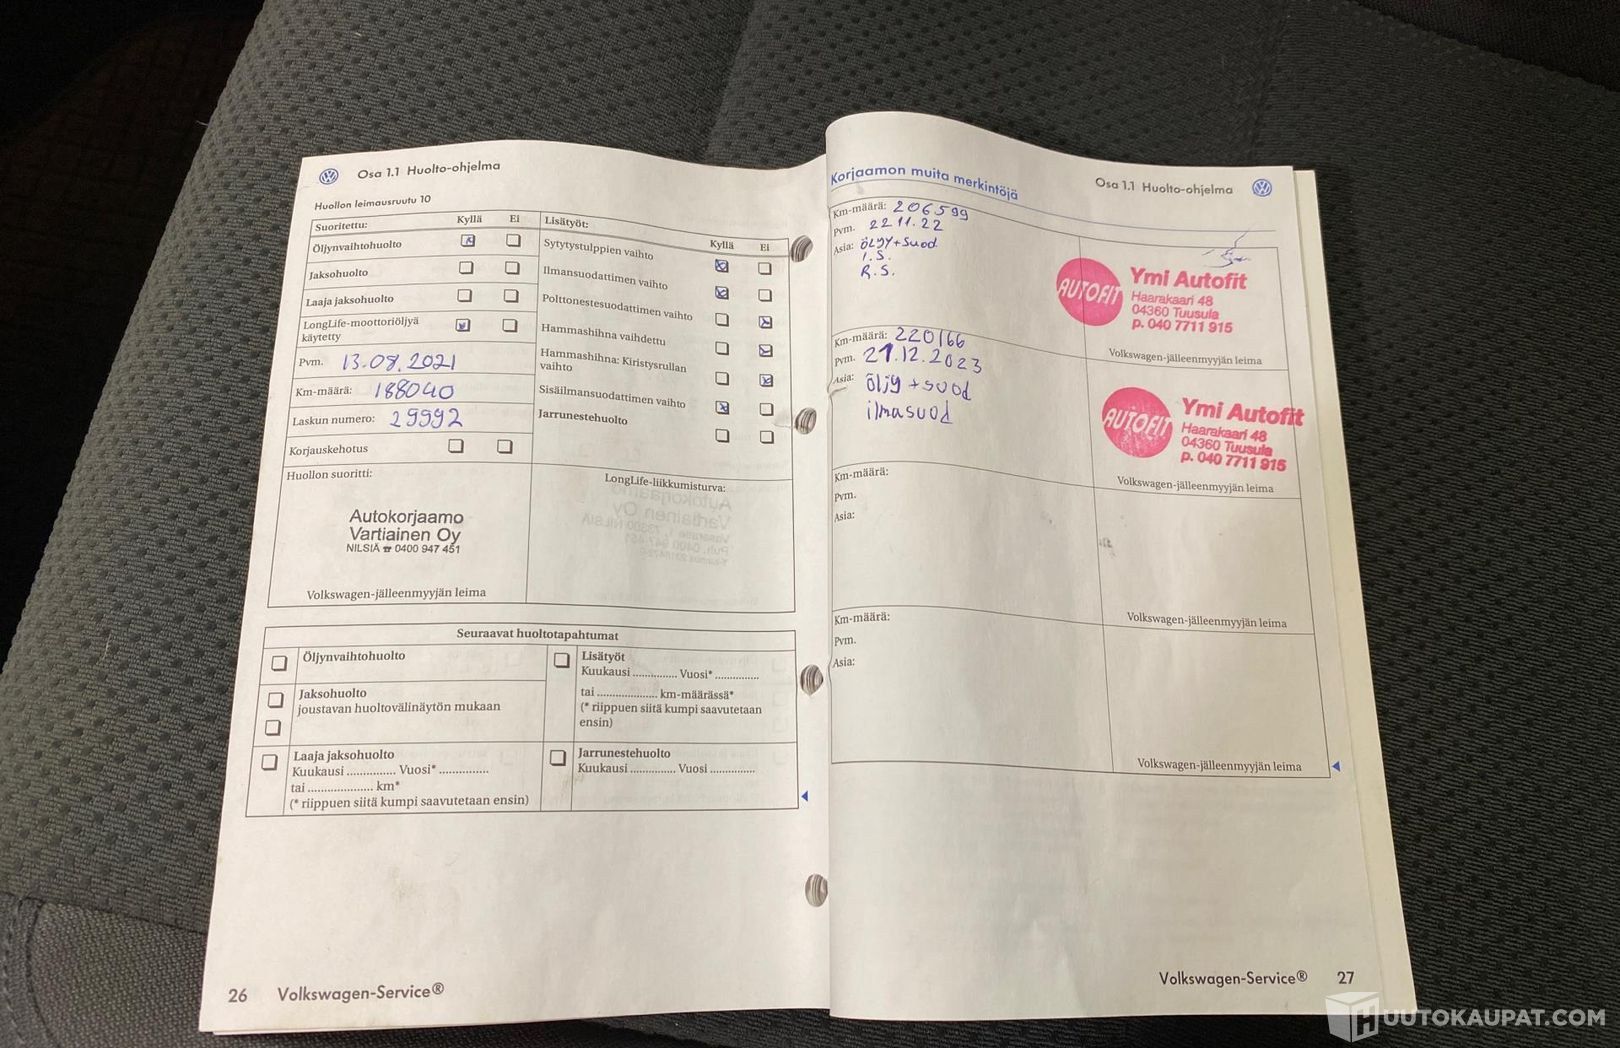 Osa 1.1 Huolto-ohjelma
Huollon leimausruutu 10
Suoritettu: Kyllä Ei
Öljynvaihtohuolto
Jaksohuolto
Laaja jaksohuolto
LongLife-moottoriöljyä
käytetty
Pvm. 13.08.2021
Km-määrä: 188040
Laskun numero: 29992
Korjauskehotus
Huollon suoritti:
Autokorjaamo
Vartiainen Oy
NILSIÄ ☎ 0400 947 451
Volkswagen-jälleenmyyjän leima
Lisätyöt:
Kyllä Ei
Sytytystulppien vaihto
Ilmansuodattimen vaihto
Polttonestesuodattimen vaihto
Hammashihna vaihdettu
Hammashihna: Kiristysrullan
vaihto
Sisäilmansuodattimen vaihto
Jarrunestehuolto
LongLife-liikkumisturva:
Seuraavat huoltotapahtumat
Öljynvaihtohuolto
Jaksohuolto
joustavan huoltovälinäytön mukaan
Laaja jaksohuolto
Kuukausi ............... Vuosi* ...............
tai .................... km*
(* riippuen siitä kumpi saavutetaan ensin)
Lisätyöt
Kuukausi .............. Vuosi* ..............
tai .................... km-määrässä*
(* riippuen siitä kumpi saavutetaan
ensin)
Jarrunestehuolto
Kuukausi .............. Vuosi ..............
26 Volkswagen-Service®
Korjaamon muita merkintöjä
Osa 1.1 Huolto-ohjelma
Km-määrä: 206599
Pvm. 22.11.22
Asia: ÖLJY+Suod
I.S.
R.S.
AUTOFIT
Ymi Autofit
Haarakaari 48
04360 Tuusula
p. 040 7711 915
Volkswagen-jälleenmyyjän leima
Km-määrä: 220166
Pvm. 21.12.2023
Asia: öljy + suod
ilmasuod
AUTOFIT
Ymi Autofit
Haarakaari 48
04360 Tuusula
p. 040 7711 915
Volkswagen-jälleenmyyjän leima
Km-määrä:
Pvm.
Asia:
Volkswagen-jälleenmyyjän leima
Km-määrä:
Pvm.
Asia:
Volkswagen-jälleenmyyjän leima
Volkswagen-Service® 27
HUUTOKAUPAT.COM